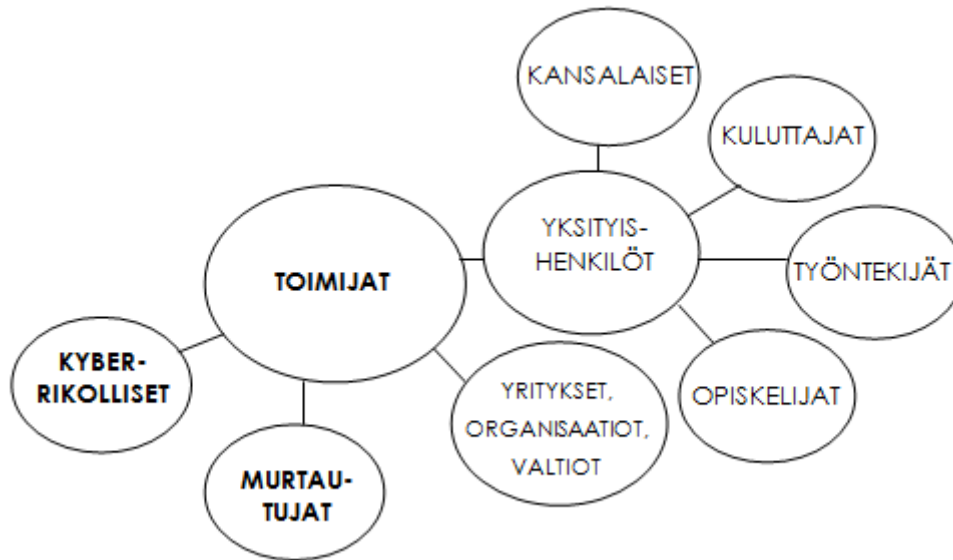 KANSALAISET
KULUTTAJAT
YKSITYIS-
HENKILÖT
TYÖNTEKIJÄT
TOIMIJAT
KYBER-
RIKOLLISET
YRITYKSET,
ORGANISAATIOT,
VALTIOT
OPISKELIJAT
MURTAU-
TUJAT